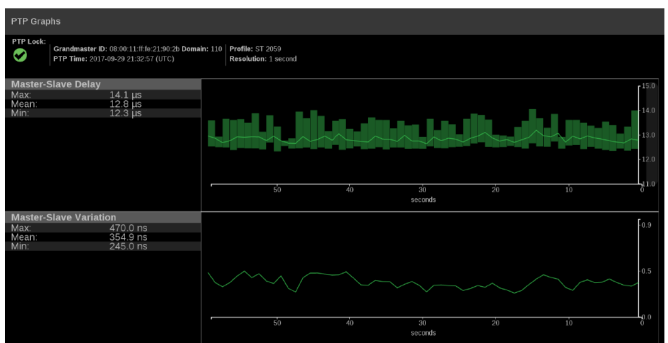 PTP Graphs
PTP Lock:
Grandmaster ID: 08:00:11:ff:fe:21:90:2b Domain: 110
PTP Time: 2017-09-29 21:32:57 (UTC)
Profile: ST 2059
Resolution: 1 second
Master-Slave Delay
Max: 14.1 µs
Mean: 12.8 µs
Min: 12.3 µs
15.0
14.0
13.0
12.0
11.0
50 40 30 20 10 0
seconds
Master-Slave Variation
Max: 470.0 ns
Mean: 354.9 ns
Min: 245.0 ns
0.9
0.5
0.0
50 40 30 20 10 0
seconds